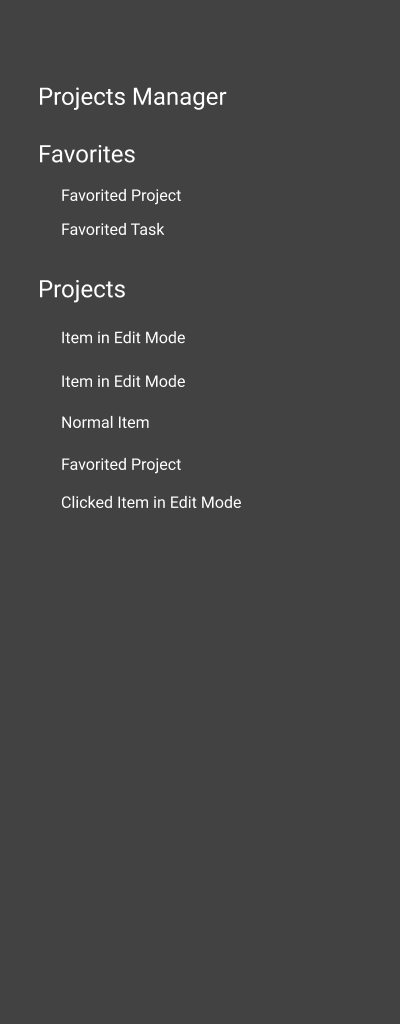 Projects Manager
Favorites
Favorited Project
Favorited Task
Projects
Item in Edit Mode
Item in Edit Mode
Normal Item
Favorited Project
Clicked Item in Edit Mode